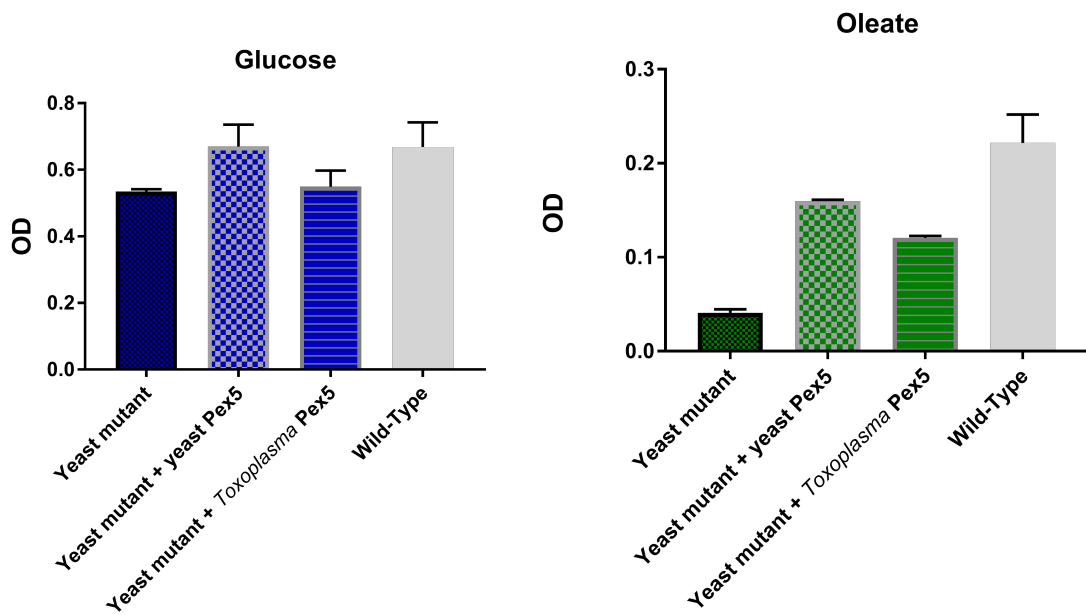 Glucose
OD
0.8
0.6
0.4
0.2
0.0
Yeast mutant
Yeast mutant + yeast Pex5
Yeast mutant + Toxoplasma Pex5
Wild-Type
Oleate
OD
0.3
0.2
0.1
0.0
Yeast mutant
Yeast mutant + yeast Pex5
Yeast mutant + Toxoplasma Pex5
Wild-Type